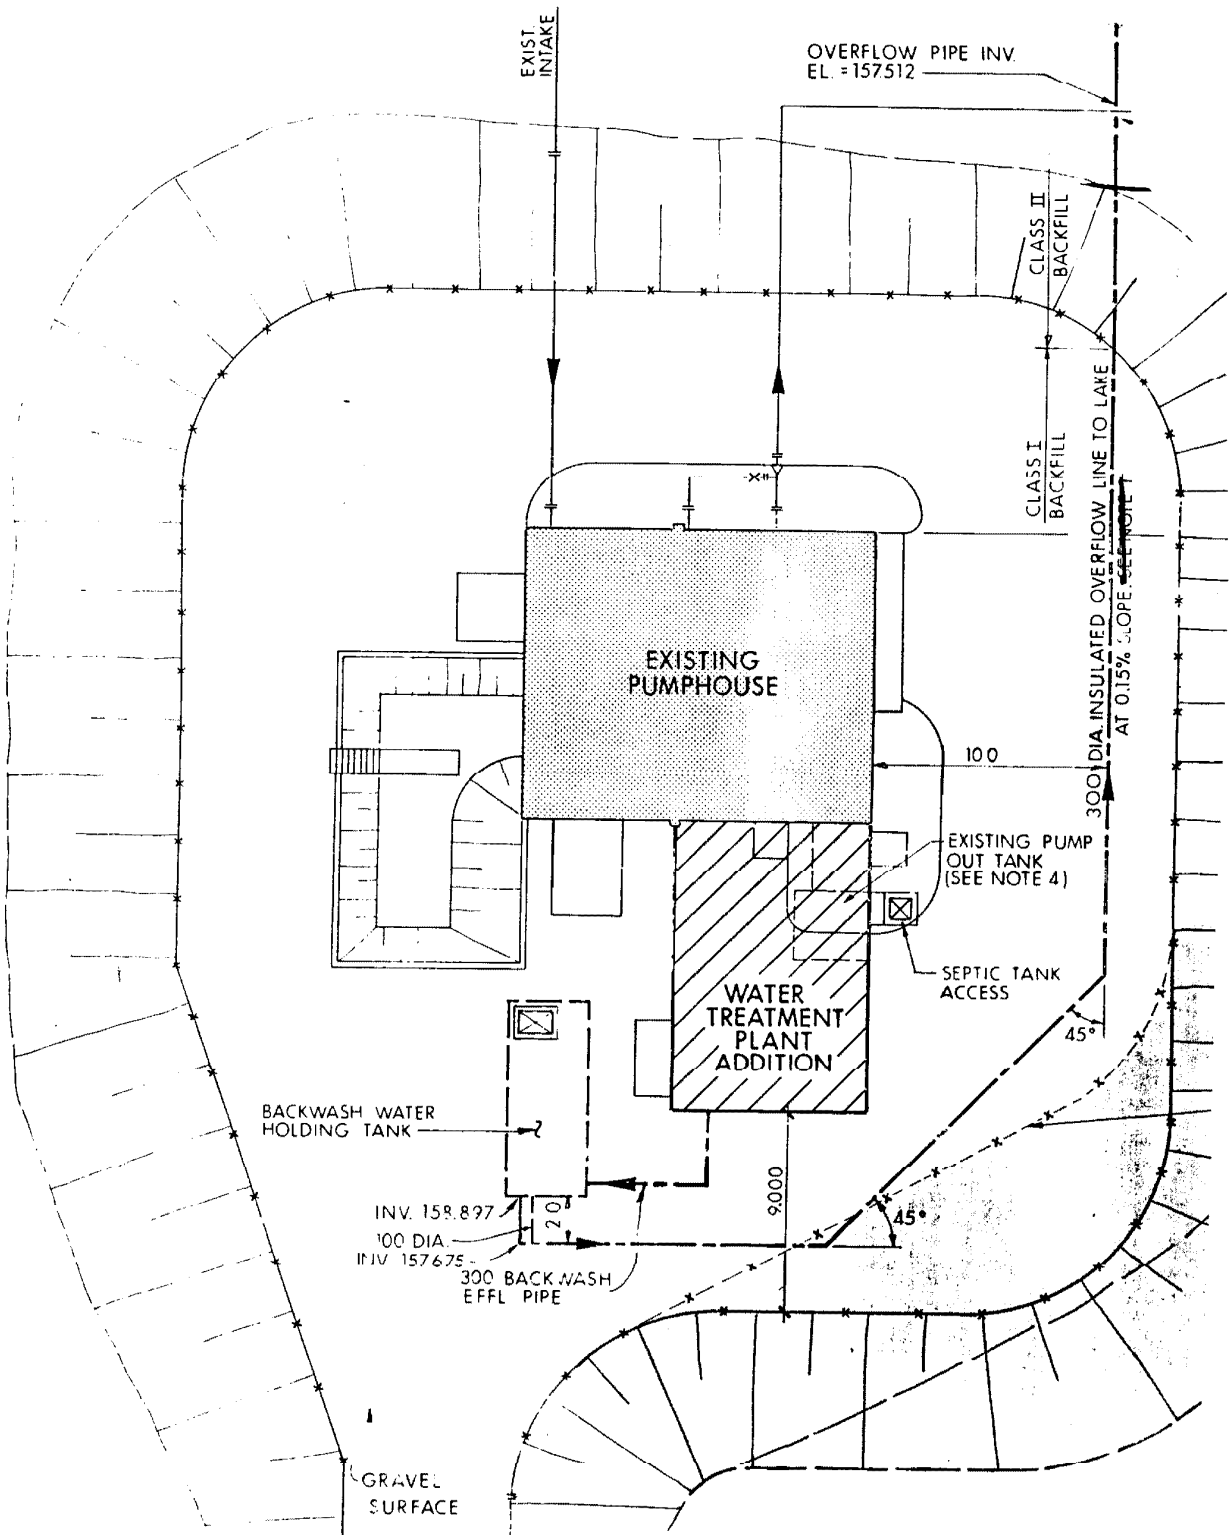 EXIST.
INTAKE
OVERFLOW PIPE INV.
EL. = 157.512
CLASS II
BACKFILL
CLASS I
BACKFILL
300 DIA. INSULATED OVERFLOW LINE TO LAKE
AT 0.15% SLOPE. SEE NOTE
EXISTING
PUMPHOUSE
10.0
EXISTING PUMP
OUT TANK
(SEE NOTE 4)
SEPTIC TANK
ACCESS
WATER
TREATMENT
PLANT
ADDITION
45°
BACKWASH WATER
HOLDING TANK
9.000
INV. 158.897
2.0
100 DIA.
INV 157.675
45°
300 BACKWASH
EFFL PIPE
GRAVEL
SURFACE